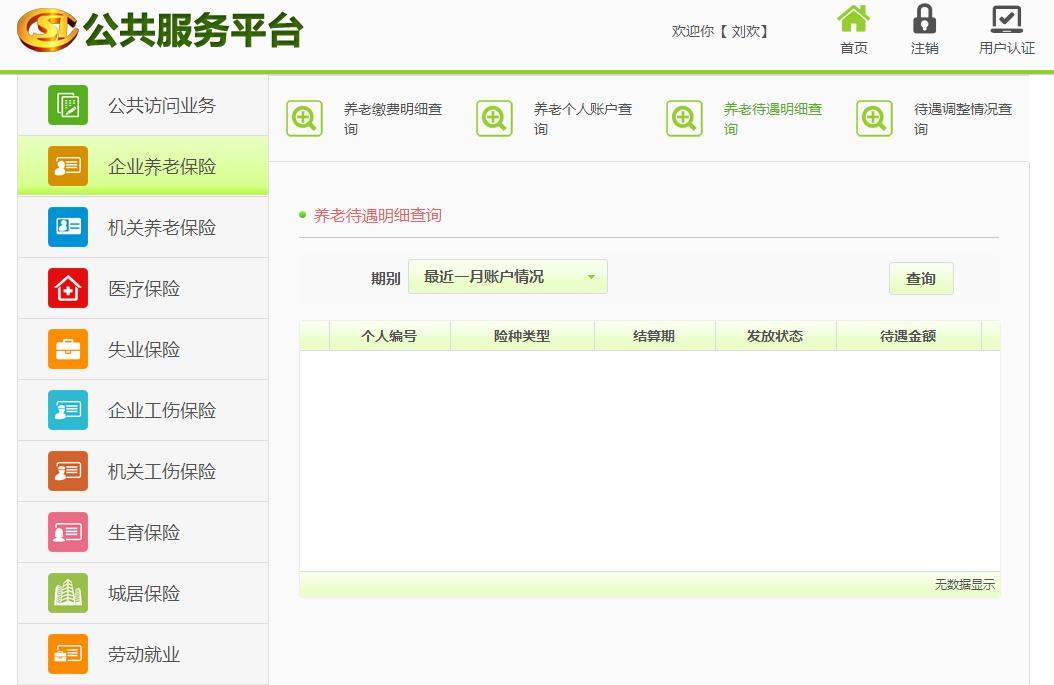 CSI 公共服务平台
欢迎你【 刘欢】
首页
注销
用户认证
公共访问业务
企业养老保险
机关养老保险
医疗保险
失业保险
企业工伤保险
机关工伤保险
生育保险
城居保险
劳动就业
养老缴费明细查
询
养老个人账户查
询
养老待遇明细查
询
待遇调整情况查
询
养老待遇明细查询
期别 最近一月账户情况 查询
个人编号 险种类型 结算期 发放状态 待遇金额
无数据显示